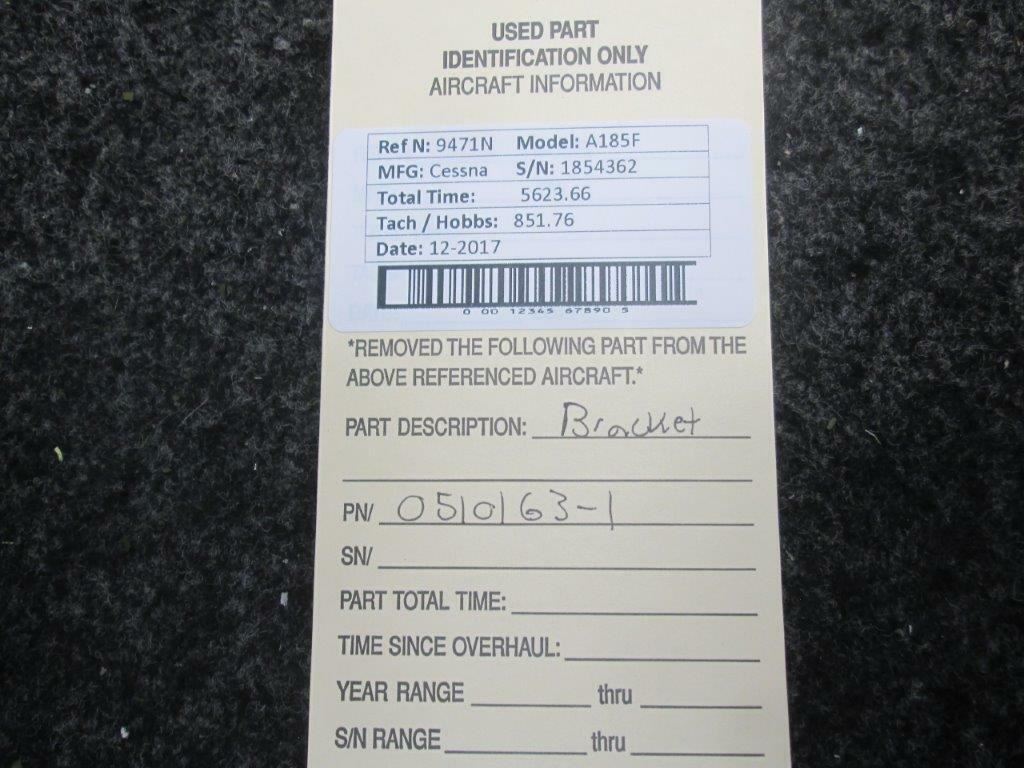 USED PART
IDENTIFICATION ONLY
AIRCRAFT INFORMATION
Ref N: 9471N Model: A185F
MFG: Cessna S/N: 1854362
Total Time: 5623.66
Tach / Hobbs: 851.76
Date: 12-2017
0 00 12345 67890 5
*REMOVED THE FOLLOWING PART FROM THE
ABOVE REFERENCED AIRCRAFT.*
PART DESCRIPTION: Bracket
PN/ 0510163-1
SN/
PART TOTAL TIME:
TIME SINCE OVERHAUL:
YEAR RANGE thru
S/N RANGE thru